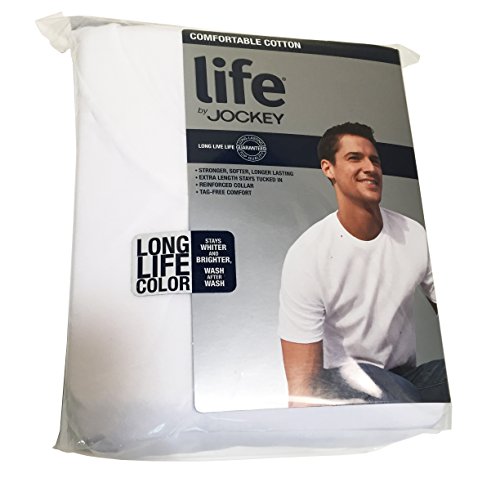 COMFORTABLE COTTON
life®
by JOCKEY
LONG LIVE LIFE GUARANTEED
• STRONGER, SOFTER, LONGER LASTING
• EXTRA LENGTH STAYS TUCKED IN
• REINFORCED COLLAR
• TAG-FREE COMFORT
LONG
LIFE
COLOR
STAYS
WHITER
AND
BRIGHTER,
WASH
AFTER
WASH